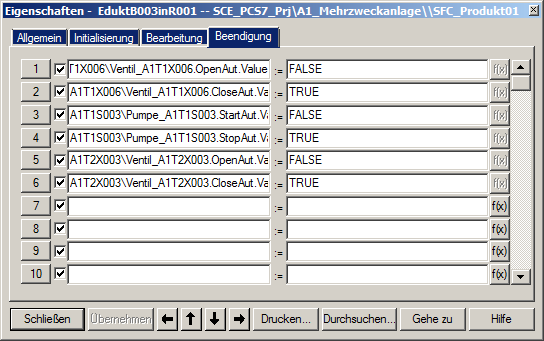 Eigenschaften - EduktB003inR001 -- SCE_PCS7_Prj\A1_Mehrzweckanlage\\SFC_Produkt01
Allgemein Initialisierung Bearbeitung Beendigung
1 T1X006\Ventil_A1T1X006.OpenAut.Value := FALSE f(x)
2 A1T1X006\Ventil_A1T1X006.CloseAut.Va := TRUE f(x)
3 A1T1S003\Pumpe_A1T1S003.StartAut.Va := FALSE f(x)
4 A1T1S003\Pumpe_A1T1S003.StopAut.Va := TRUE f(x)
5 A1T2X003\Ventil_A1T2X003.OpenAut.Va := FALSE f(x)
6 A1T2X003\Ventil_A1T2X003.CloseAut.Va := TRUE f(x)
7 := f(x)
8 := f(x)
9 := f(x)
10 := f(x)
Schließen Übernehmen Drucken... Durchsuchen... Gehe zu Hilfe